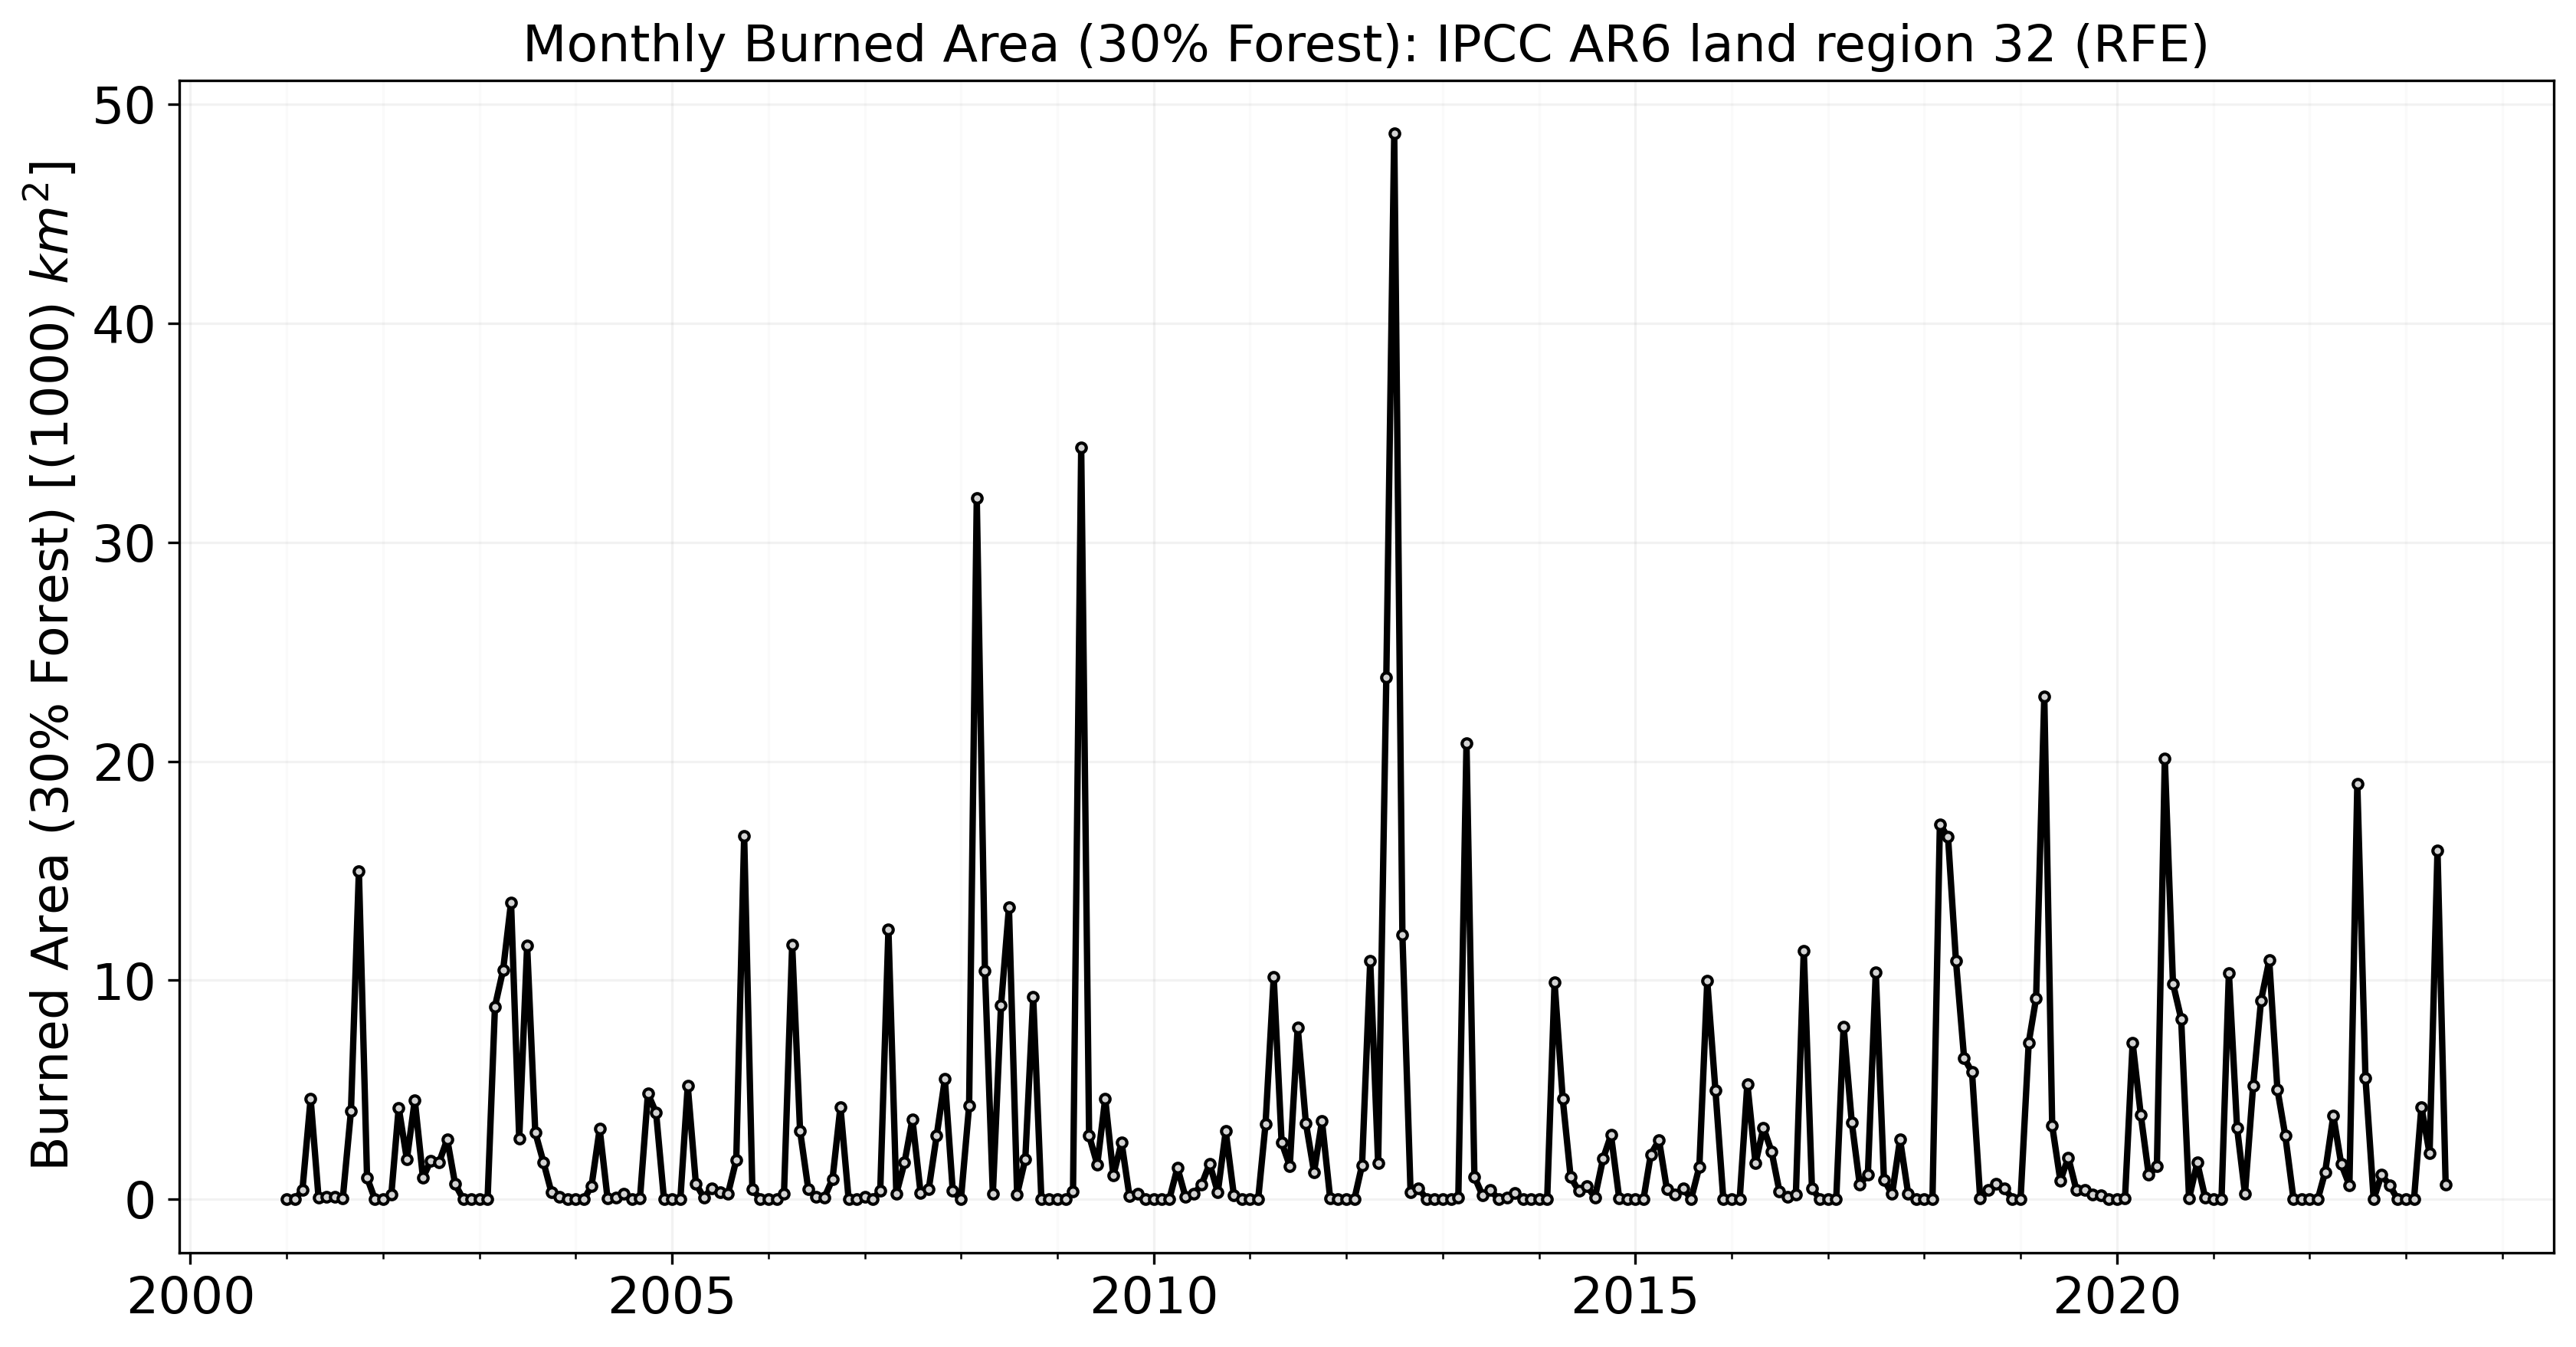 Monthly Burned Area (30% Forest): IPCC AR6 land region 32 (RFE)
Burned Area (30% Forest) [(1000) km²]
50
40
30
20
10
0
2000 2005 2010 2015 2020